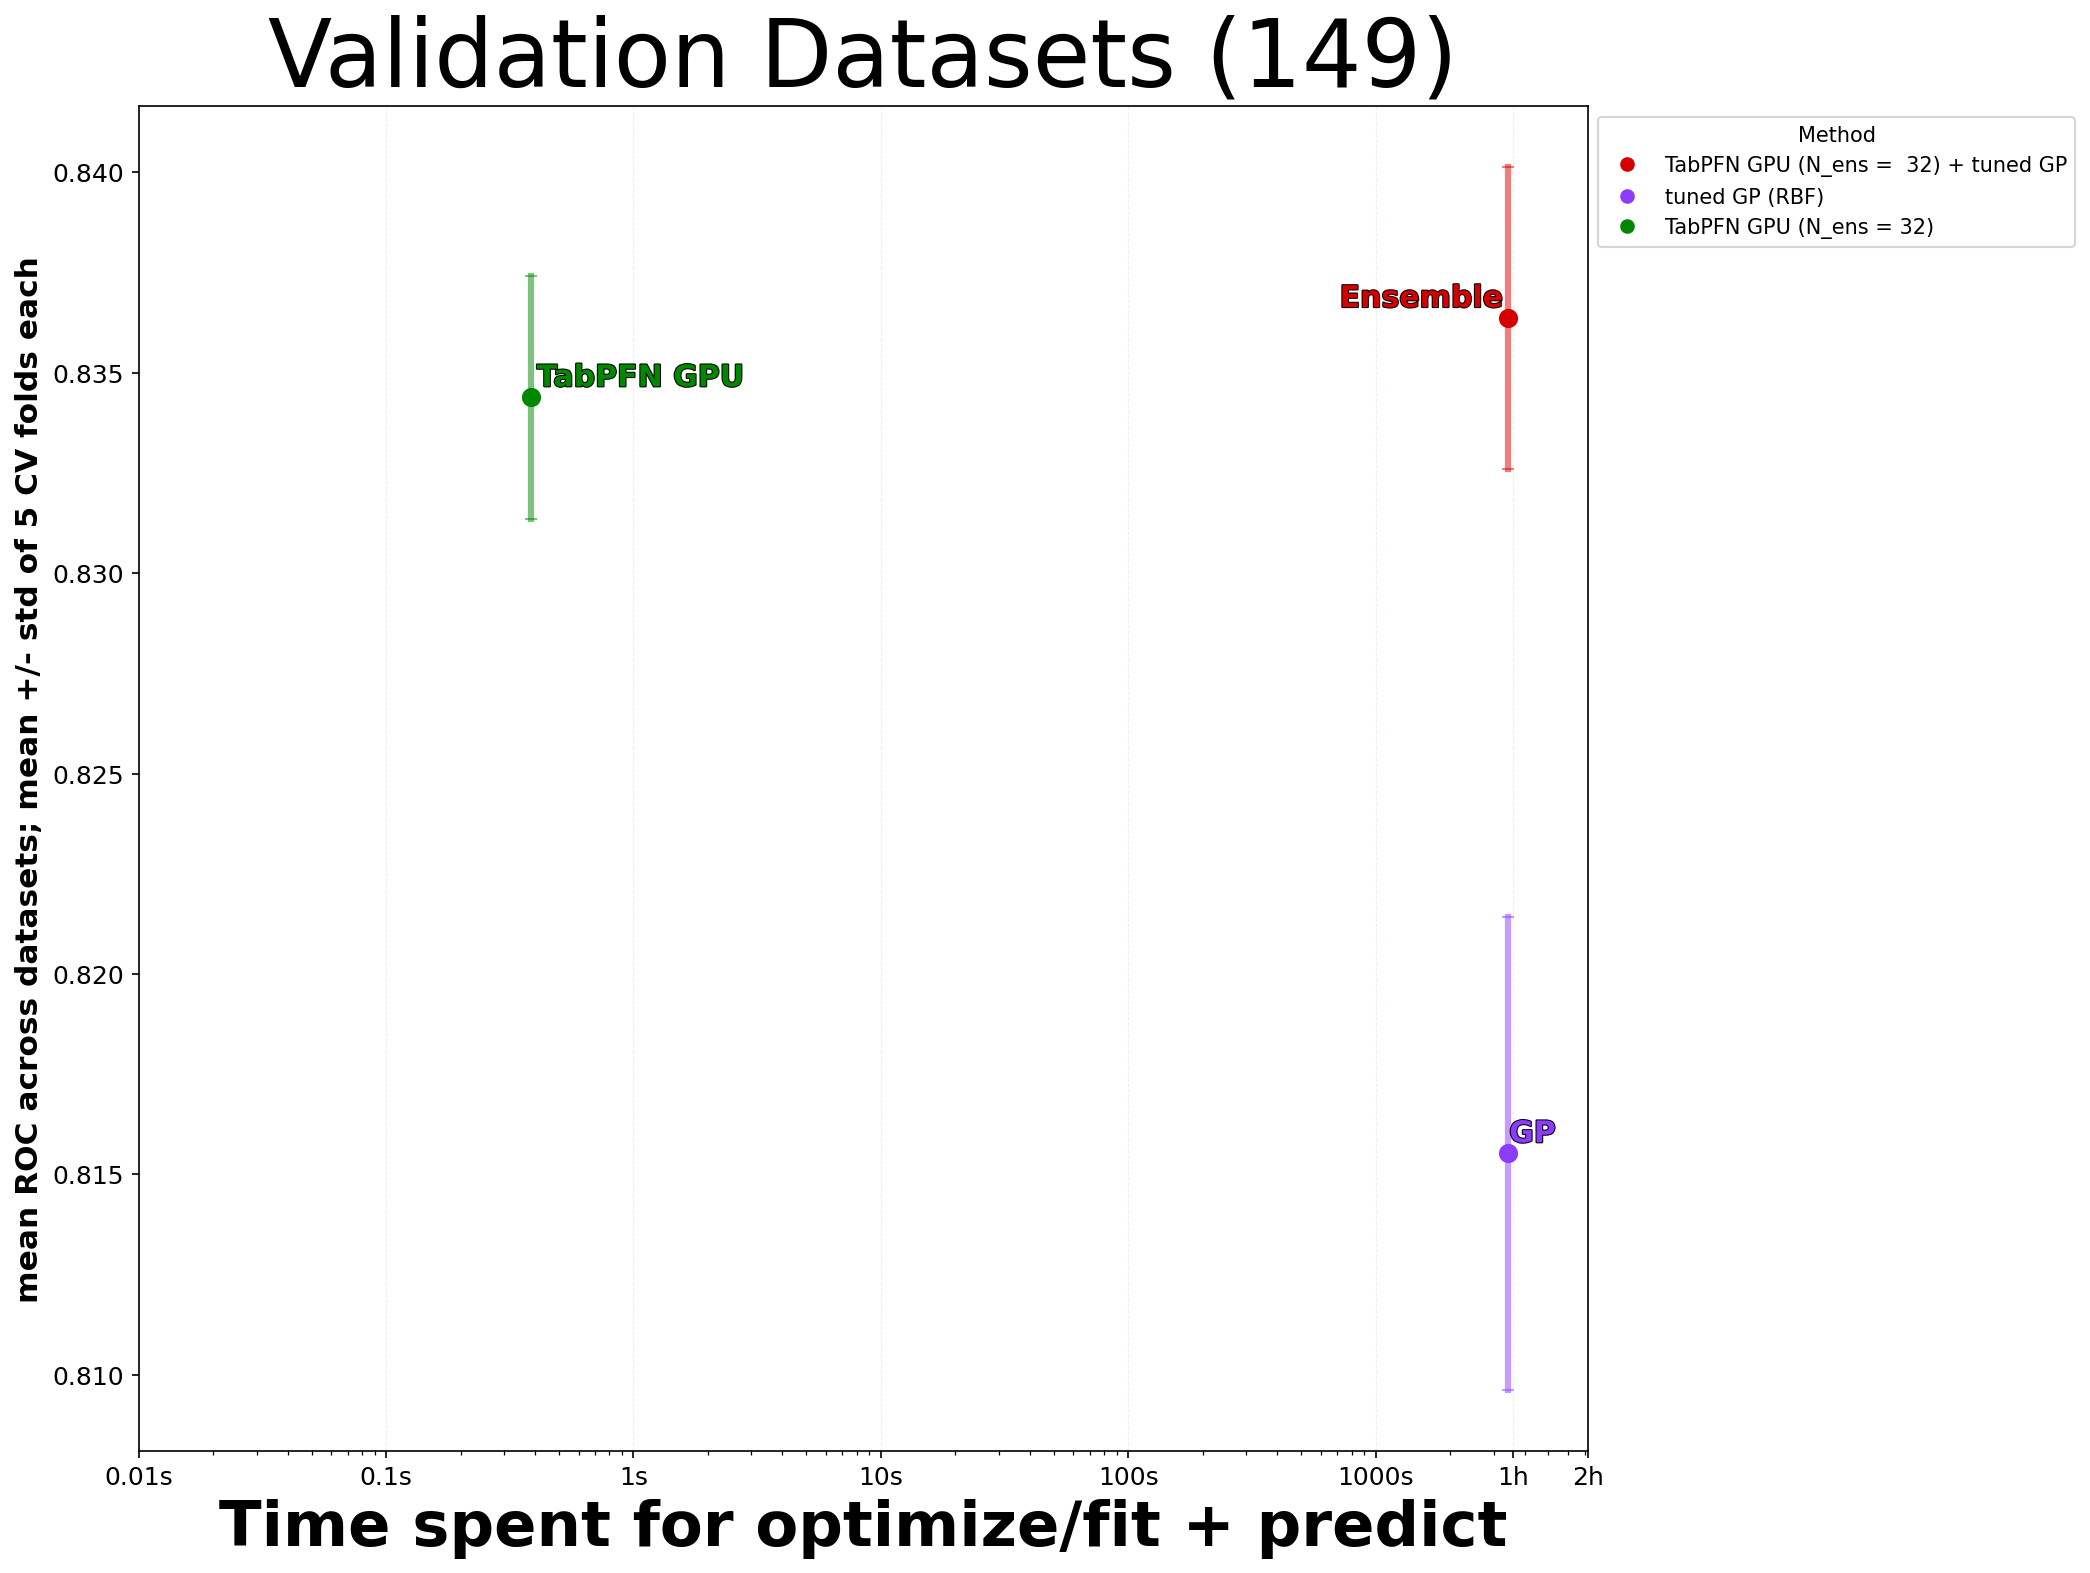 Validation Datasets (149)
mean ROC across datasets; mean +/- std of 5 CV folds each
0.840
0.835
0.830
0.825
0.820
0.815
0.810
TabPFN GPU
Ensemble
GP
0.01s
0.1s
1s
10s
100s
1000s
1h
2h
Time spent for optimize/fit + predict
Method
TabPFN GPU (N_ens =  32) + tuned GP
tuned GP (RBF)
TabPFN GPU (N_ens = 32)